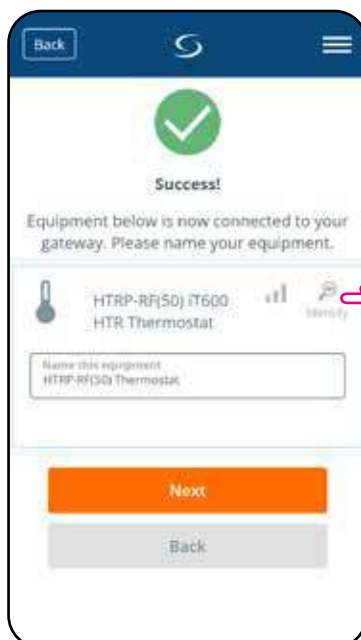 Back
Success!
Equipment below is now connected to your
gateway. Please name your equipment.
HTRP-RF(50) iT600
HTR Thermostat
Identify
Name this equipment
HTRP-RF(50) Thermostat
Next
Back